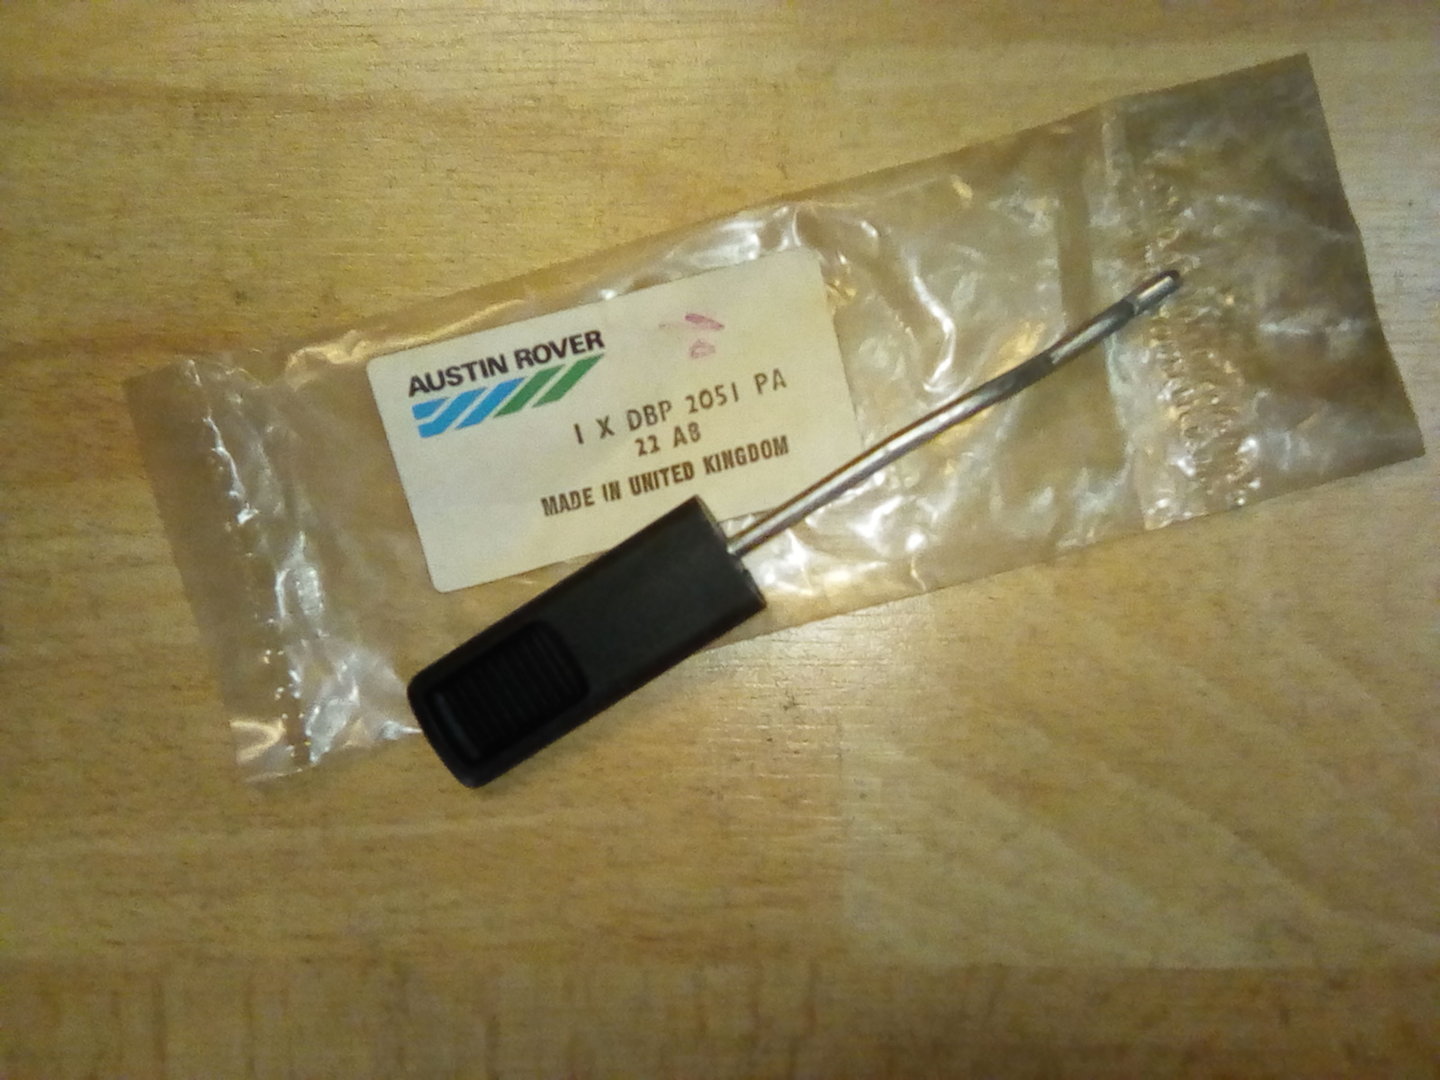 AUSTIN ROVER
1 X DBP 2051 PA
22 A8
MADE IN UNITED KINGDOM